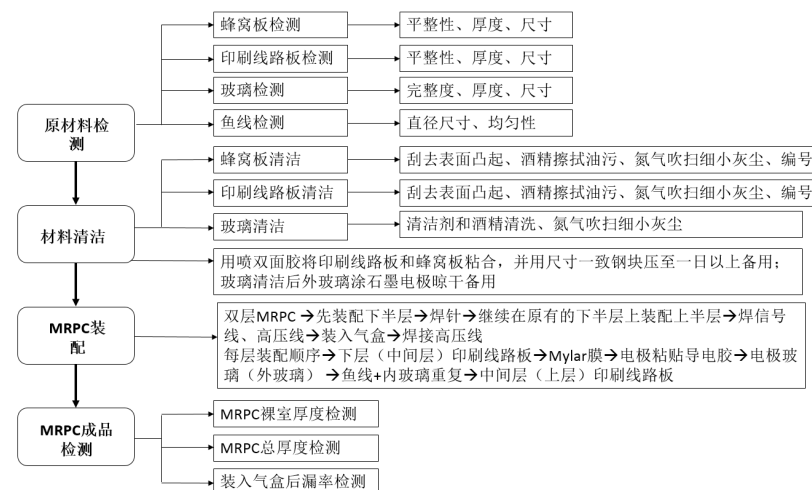 蜂窝板检测
平整性、厚度、尺寸
印刷线路板检测
平整性、厚度、尺寸
玻璃检测
完整度、厚度、尺寸
原材料检
测
鱼线检测
直径尺寸、均匀性
蜂窝板清洁
刮去表面凸起、酒精擦拭油污、氮气吹扫细小灰尘、编号
印刷线路板清洁
刮去表面凸起、酒精擦拭油污、氮气吹扫细小灰尘、编号
材料清洁
玻璃清洁
清洁剂和酒精清洗、氮气吹扫细小灰尘
用喷双面胶将印刷线路板和蜂窝板粘合，并用尺寸一致钢块压至一日以上备用；
玻璃清洁后外玻璃涂石墨电极晾干备用
MRPC装
配
双层MRPC→先装配下半层→焊针→继续在原有的下半层上装配上半层→焊信号
线、高压线→装入气盒→焊接高压线
每层装配顺序→下层（中间层）印刷线路板→Mylar膜→电极粘贴导电胶→电极玻
璃（外玻璃） →鱼线+内玻璃重复→中间层（上层）印刷线路板
MRPC成品
检测
MRPC裸室厚度检测
MRPC总厚度检测
装入气盒后漏率检测